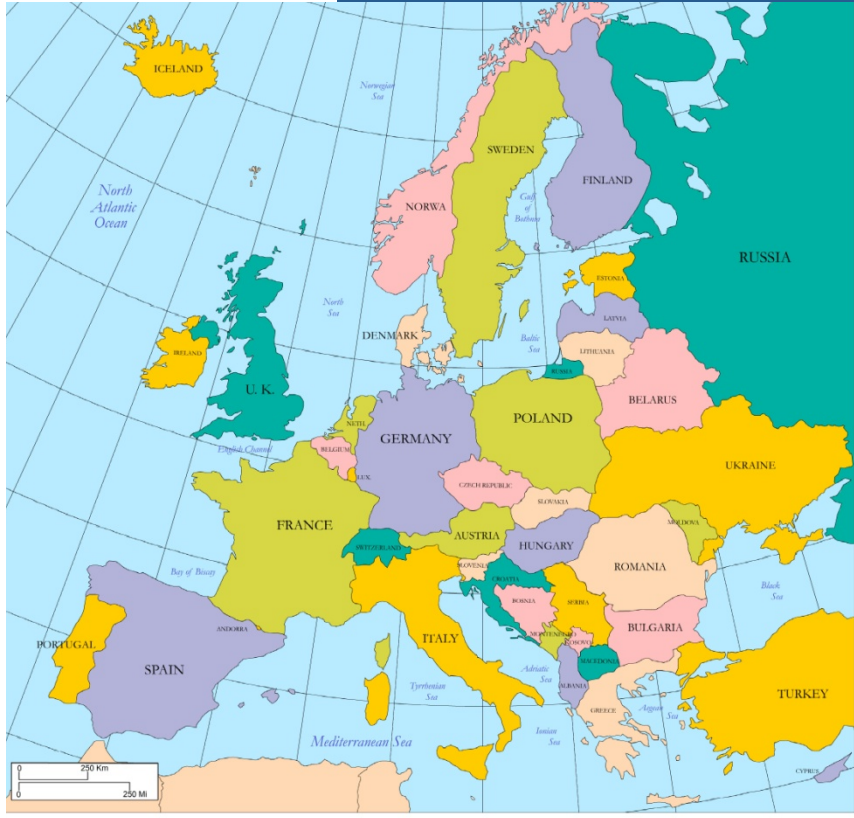 ICELAND
Norwegian
Sea
SWEDEN
FINLAND
North
Atlantic
Ocean
NORWA
Gulf
of
Bothnia
RUSSIA
ESTONIA
North
Sea
LATVIA
DENMARK
Baltic
Sea
LITHUANIA
IRELAND
RUSSIA
U. K.
BELARUS
NETH.
POLAND
GERMANY
English Channel
BELGIUM
UKRAINE
LUX.
CZECH REPUBLIC
SLOVAKIA
FRANCE
MOLDOVA
AUSTRIA
SWITZERLAND
HUNGARY
SLOVENIA
ROMANIA
Bay of Biscay
CROATIA
Black
Sea
BOSNIA
SERBIA
ANDORRA
BULGARIA
PORTUGAL
ITALY
MONTENEGRO
KOSOVO
SPAIN
MACEDONIA
Adriatic
Sea
ALBANIA
Tyrrhenian
Sea
TURKEY
GREECE
Aegean
Sea
Ionian
Sea
Mediterranean Sea
CYPRUS
0 250 Km
0 250 Mi